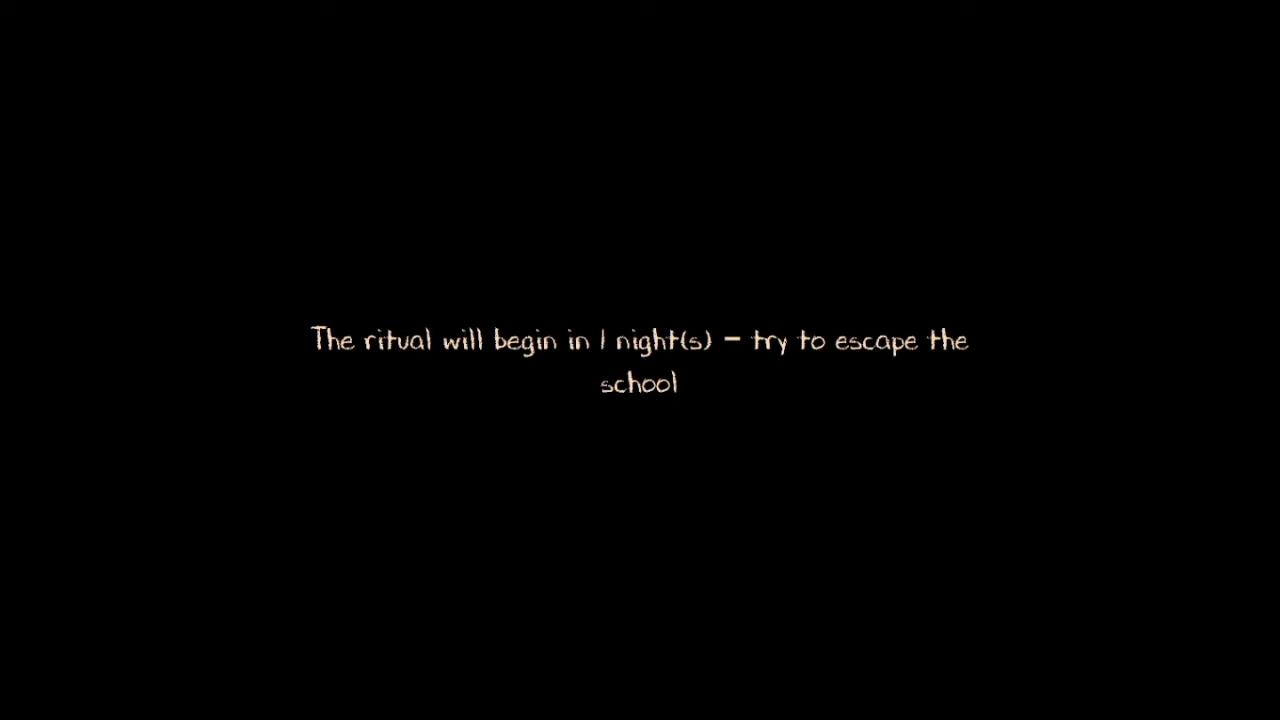 The ritual will begin in 1 night(s) - try to escape the
school